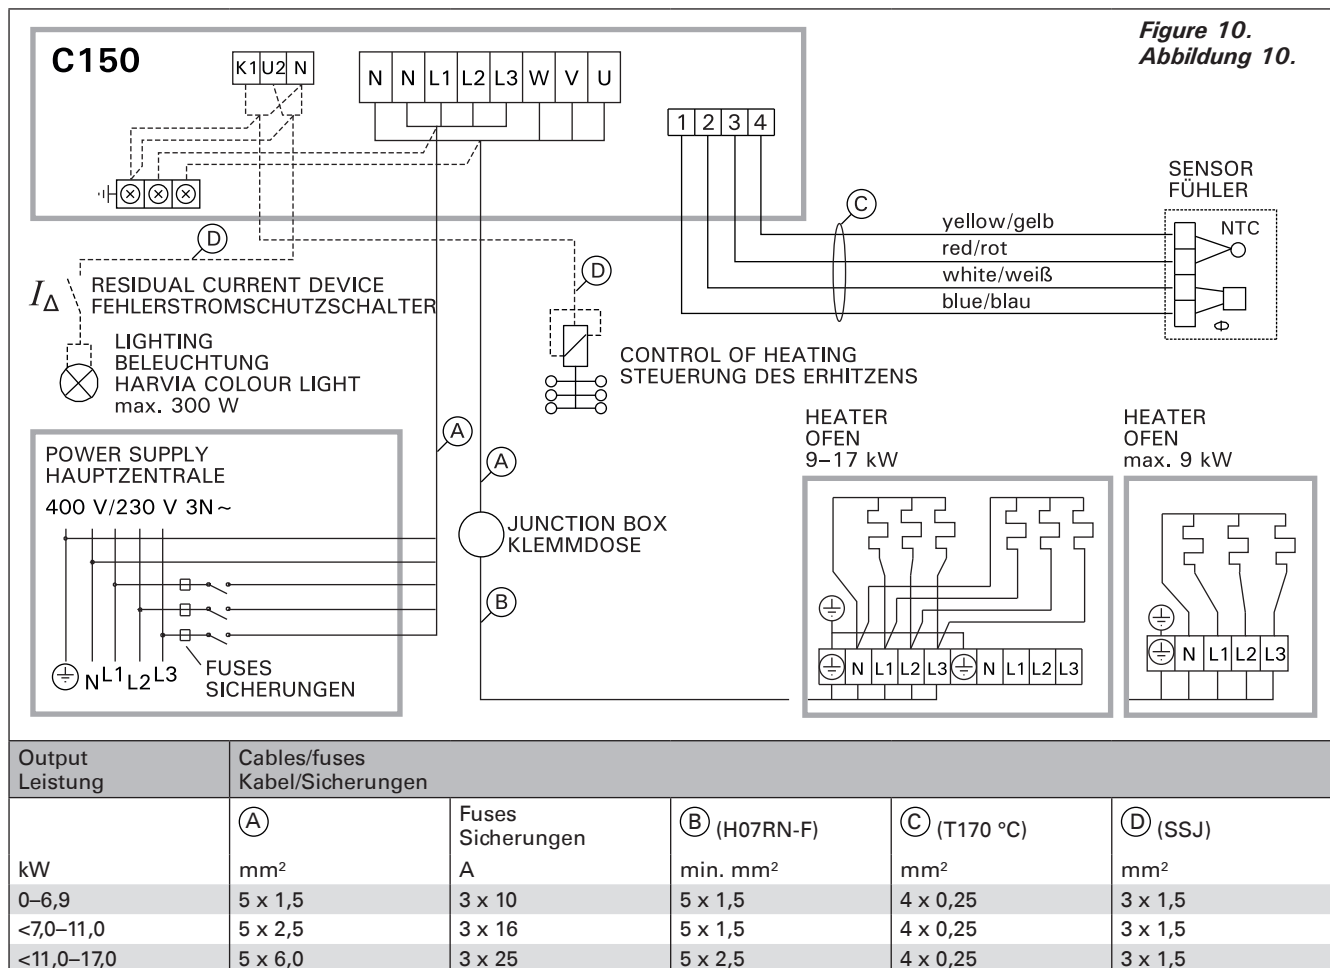 Figure 10.
Abbildung 10.
C150
K1 U2 N
N N L1 L2 L3 W V U
1 2 3 4
SENSOR
FÜHLER
C
yellow/gelb
NTC
red/rot
white/weiß
blue/blau
Φ
D
D
IΔ
RESIDUAL CURRENT DEVICE
FEHLERSTROMSCHUTZSCHALTER
LIGHTING
BELEUCHTUNG
HARVIA COLOUR LIGHT
max. 300 W
CONTROL OF HEATING
STEUERUNG DES ERHITZENS
A
A
POWER SUPPLY
HAUPTZENTRALE
400 V/230 V 3N~
JUNCTION BOX
KLEMMDOSE
B
N L1 L2 L3
FUSES
SICHERUNGEN
HEATER
OFEN
9–17 kW
N L1 L2 L3 N L1 L2 L3
HEATER
OFEN
max. 9 kW
N L1 L2 L3
Output
Leistung
Cables/fuses
Kabel/Sicherungen
A
Fuses
Sicherungen
B (H07RN-F)
C (T170 °C)
D (SSJ)
kW mm² A min. mm² mm² mm²
0–6,9 5 x 1,5 3 x 10 5 x 1,5 4 x 0,25 3 x 1,5
<7,0–11,0 5 x 2,5 3 x 16 5 x 1,5 4 x 0,25 3 x 1,5
<11,0–17,0 5 x 6,0 3 x 25 5 x 2,5 4 x 0,25 3 x 1,5